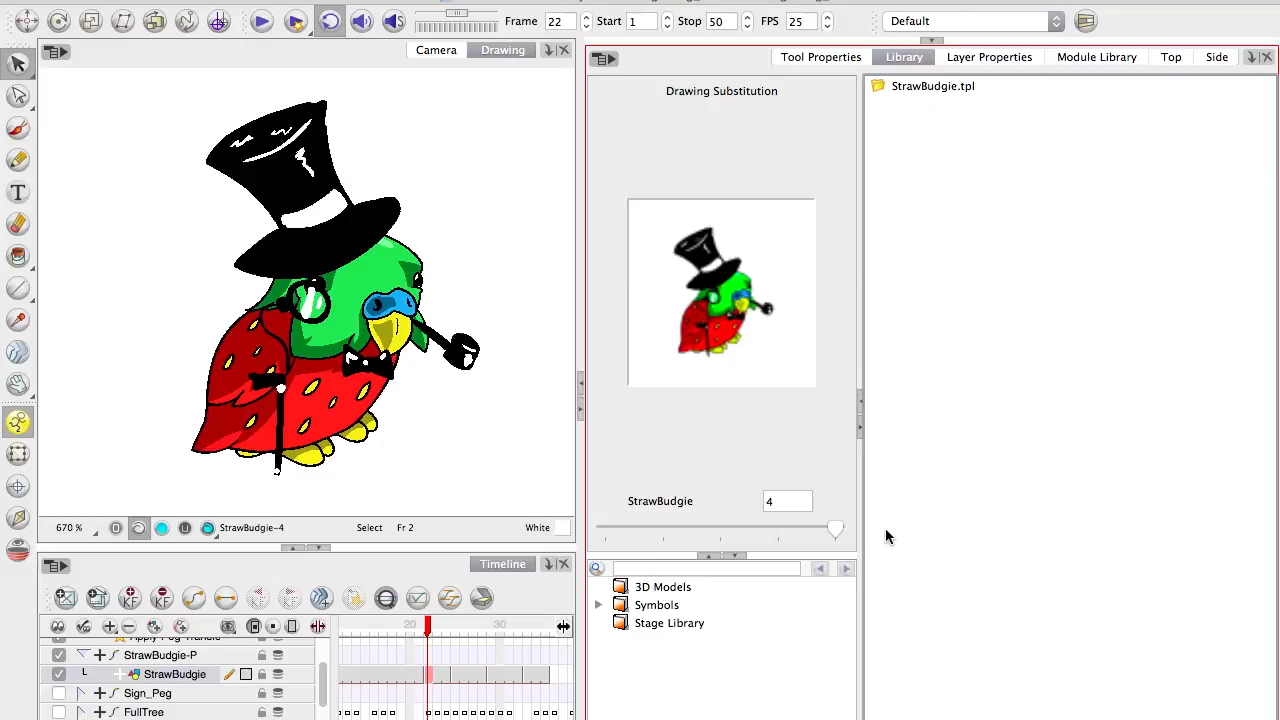 Frame 22 Start 1 Stop 50 FPS 25 Default
Camera Drawing
Tool Properties Library Layer Properties Module Library Top Side
Drawing Substitution
StrawBudgie.tpl
StrawBudgie 4
670 % StrawBudgie-4 Select Fr 2 White
Timeline
3D Models
Symbols
Stage Library
20 30
StrawBudgie-P
StrawBudgie
Sign_Peg
FullTree